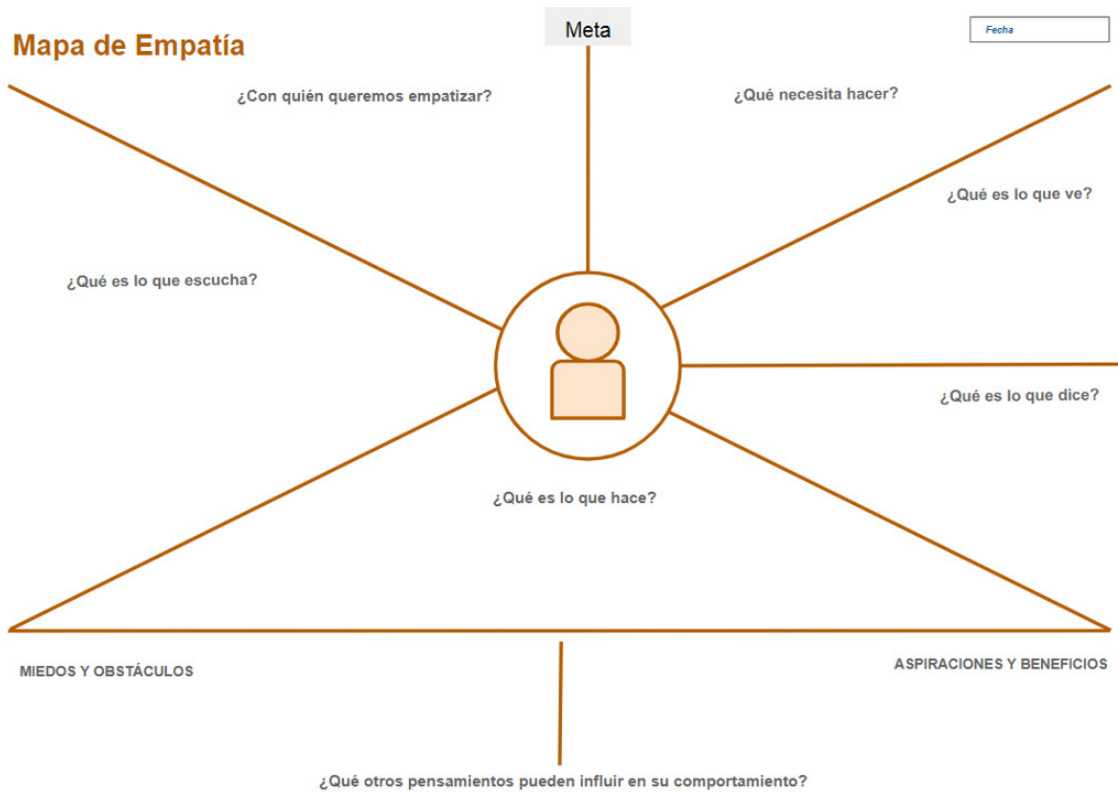 Meta
Fecha
Mapa de Empatía
¿Con quién queremos empatizar?
¿Qué necesita hacer?
¿Qué es lo que ve?
¿Qué es lo que escucha?
¿Qué es lo que dice?
¿Qué es lo que hace?
MIEDOS Y OBSTÁCULOS
ASPIRACIONES Y BENEFICIOS
¿Qué otros pensamientos pueden influir en su comportamiento?